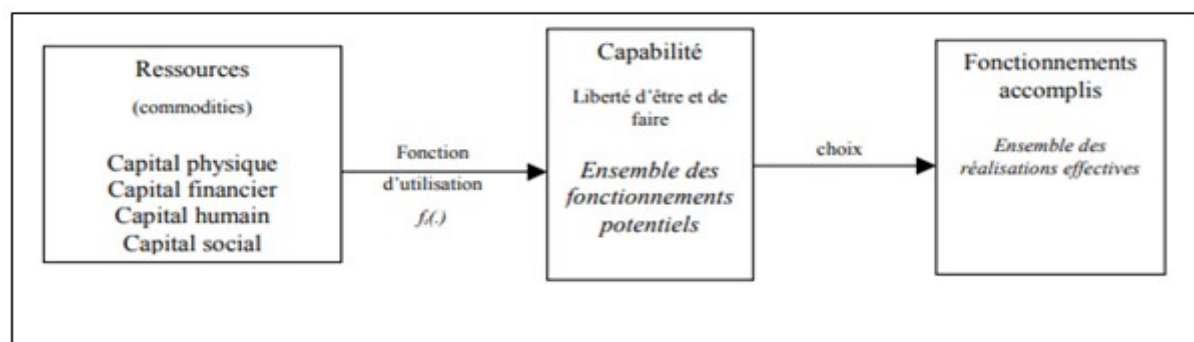 Ressources
(commodities)
Capital physique
Capital financier
Capital humain
Capital social
Fonction
d'utilisation
fᵢ(.)
Capabilité
Liberté d'être et de
faire
Ensemble des
fonctionnements
potentiels
choix
Fonctionnements
accomplis
Ensemble des
réalisations effectives